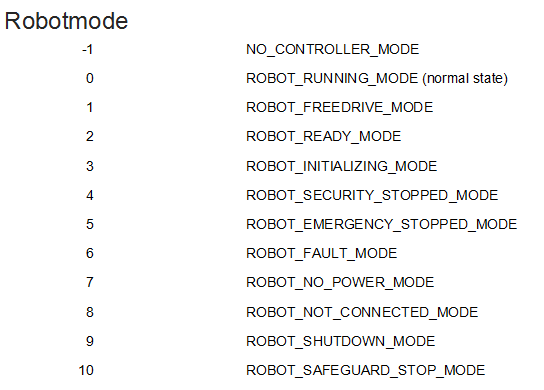 Robotmode
-1 NO_CONTROLLER_MODE
0 ROBOT_RUNNING_MODE (normal state)
1 ROBOT_FREEDRIVE_MODE
2 ROBOT_READY_MODE
3 ROBOT_INITIALIZING_MODE
4 ROBOT_SECURITY_STOPPED_MODE
5 ROBOT_EMERGENCY_STOPPED_MODE
6 ROBOT_FAULT_MODE
7 ROBOT_NO_POWER_MODE
8 ROBOT_NOT_CONNECTED_MODE
9 ROBOT_SHUTDOWN_MODE
10 ROBOT_SAFEGUARD_STOP_MODE